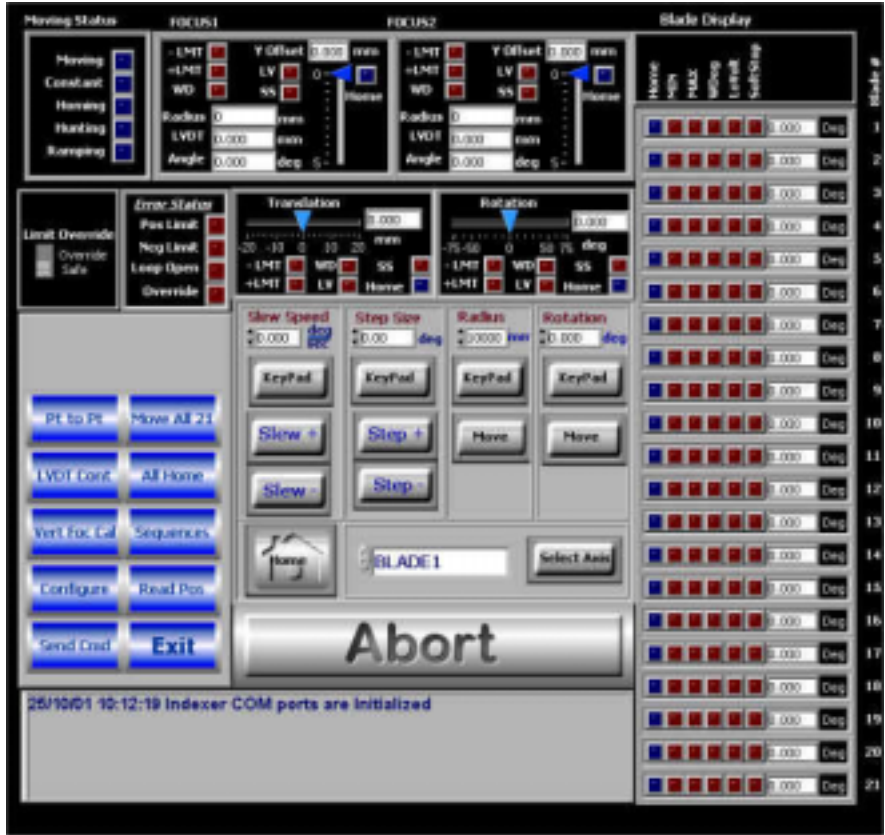 Moving Status
FOCUS1
FOCUS2
Blade Display
Moving
Constant
Homing
Hunting
Ramping
- LMT
+LMT
WD
Y Offset 0.000 mm
LV
SS
0-
Home
Radius 0 mm
LVDT 0.000 mm
Angle 0.000 deg
5-
- LMT
+LMT
WD
Y Offset 0.000 mm
LV
SS
0-
Home
Radius 0 mm
LVDT 0.000 mm
Angle 0.000 deg
5-
Home
MIN
MAX
WDog
SoftStop
Blade #
Limit Override
Override
Safe
Error Status
Pos Limit
Neg Limit
Loop Open
Override
Translation
0.000
mm
-20 -10 0 10 20
- LMT WD SS
+LMT LV Home
Rotation
0.000
deg
-75 -50 0 50 75
- LMT WD SS
+LMT LV Home
Slew Speed
0.000 deg
sec
KeyPad
Slew +
Slew -
Step Size
0.00 deg
KeyPad
Step +
Step -
Radius
10000 mm
KeyPad
Move
Rotation
0.000 deg
KeyPad
Move
Pt to Pt
Move All 21
LVDT Cont
All Home
Vert Foc Cal
Sequences
Configure
Read Pos
Send Cmd
Exit
Home
BLADE1
Select Axis
Abort
25/10/01 10:12:19 Indexer COM ports are Initialized
0.000 Deg 1
0.000 Deg 2
0.000 Deg 3
0.000 Deg 4
0.000 Deg 5
0.000 Deg 6
0.000 Deg 7
0.000 Deg 8
0.000 Deg 9
0.000 Deg 10
0.000 Deg 11
0.000 Deg 12
0.000 Deg 13
0.000 Deg 14
0.000 Deg 15
0.000 Deg 16
0.000 Deg 17
0.000 Deg 18
0.000 Deg 19
0.000 Deg 20
0.000 Deg 21